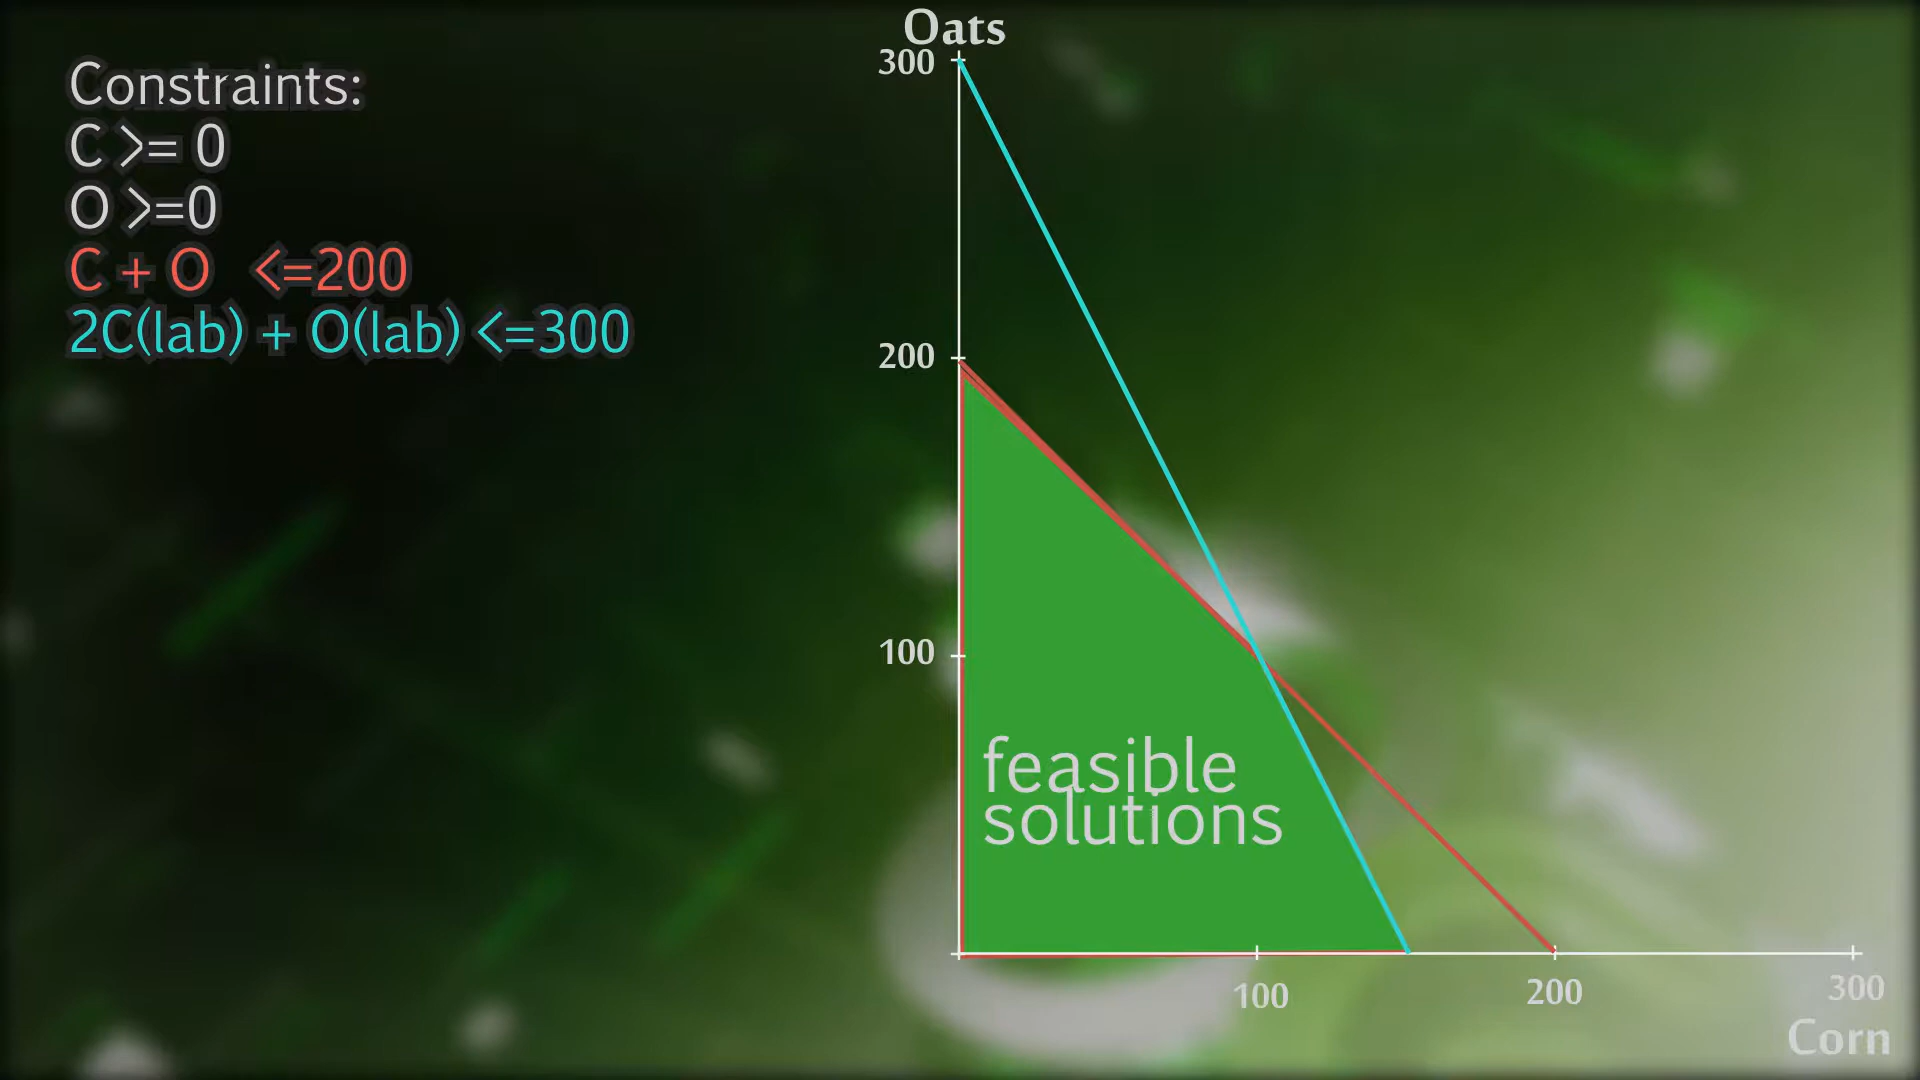 Constraints:
C >= 0
O >=0
C + O <=200
2C(lab) + O(lab) <=300
Oats
300
200
100
feasible
solutions
100
200
300
Corn